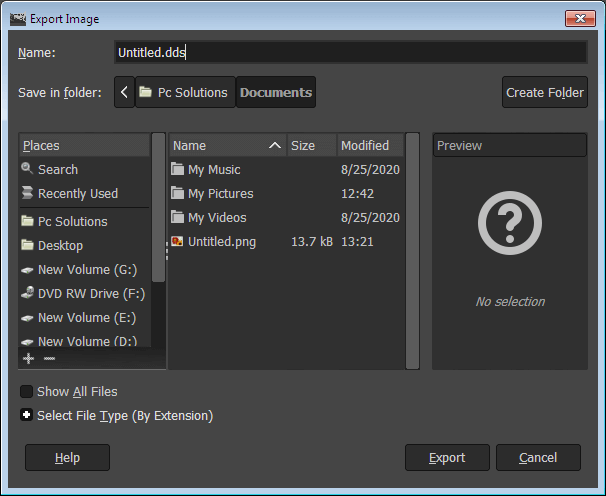 Export Image
Name: Untitled.dds
Save in folder: Pc Solutions Documents Create Folder
Places Name Size Modified Preview
Search My Music 8/25/2020
Recently Used My Pictures 12:42
Pc Solutions My Videos 8/25/2020
Desktop Untitled.png 13.7 kB 13:21
New Volume (G:)
DVD RW Drive (F:)
New Volume (E:)
New Volume (D:)
No selection
Show All Files
Select File Type (By Extension)
Help Export Cancel